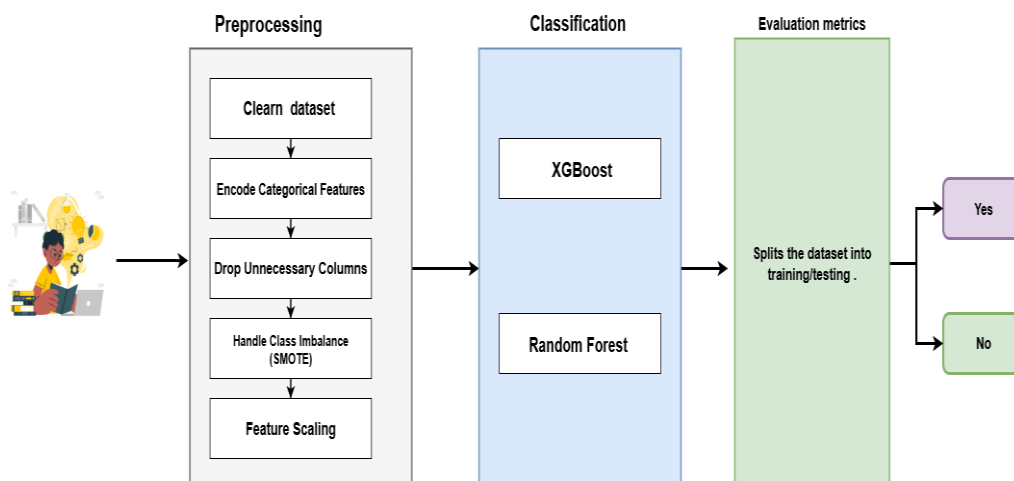 Preprocessing
Clearn dataset
Encode Categorical Features
Drop Unnecessary Columns
Handle Class Imbalance
(SMOTE)
Feature Scaling
Classification
XGBoost
Random Forest
Evaluation metrics
Splits the dataset into
training/testing .
Yes
No